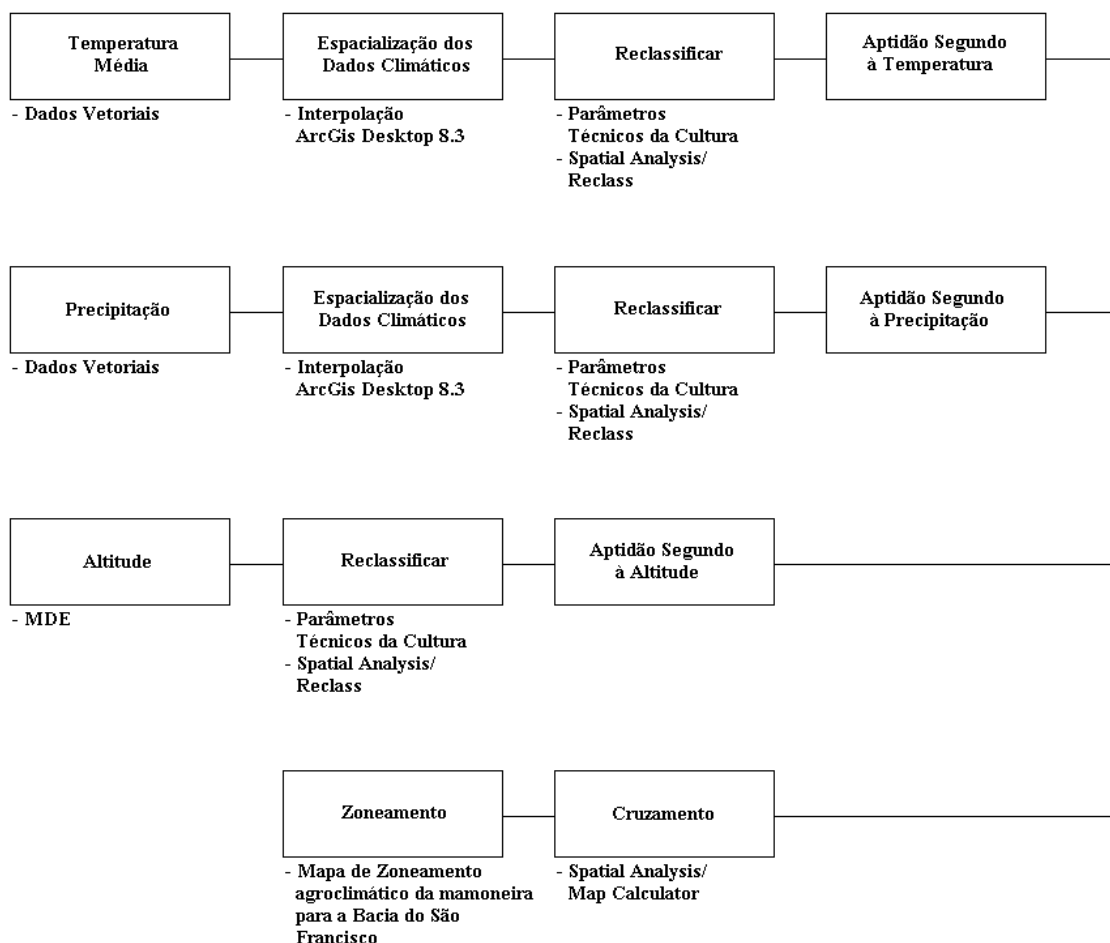 Temperatura
Média
- Dados Vetoriais
Espacialização dos
Dados Climáticos
- Interpolação
ArcGis Desktop 8.3
Reclassificar
- Parâmetros
Técnicos da Cultura
- Spatial Analysis/
Reclass
Aptidão Segundo
à Temperatura
Precipitação
- Dados Vetoriais
Espacialização dos
Dados Climáticos
- Interpolação
ArcGis Desktop 8.3
Reclassificar
- Parâmetros
Técnicos da Cultura
- Spatial Analysis/
Reclass
Aptidão Segundo
à Precipitação
Altitude
- MDE
Reclassificar
- Parâmetros
Técnicos da Cultura
- Spatial Analysis/
Reclass
Aptidão Segundo
à Altitude
Zoneamento
- Mapa de Zoneamento
agroclimático da mamoneira
para a Bacia do São
Francisco
Cruzamento
- Spatial Analysis/
Map Calculator